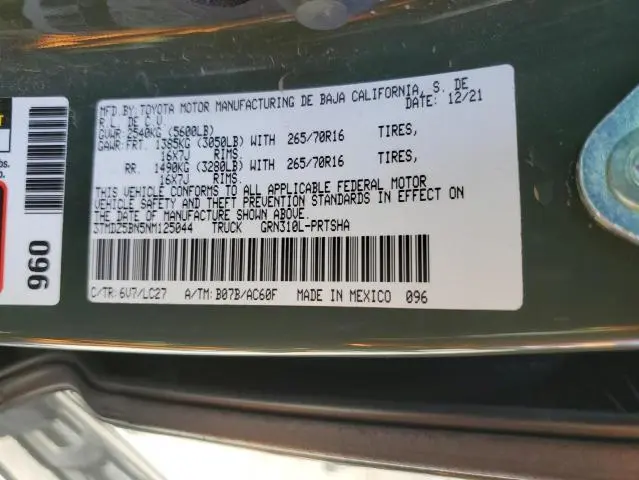 MFD.BY: TOYOTA MOTOR MANUFACTURING DE BAJA CALIFORNIA, S. DE
R.L. DE C.V.
DATE: 12/21
GVWR: 2540KG (5600LB)
GAWR: FRT. 1385KG (3050LB) WITH 265/70R16 TIRES,
16X7J RIMS.
RR. 1490KG (3280LB) WITH 265/70R16 TIRES,
16X7J RIMS.
THIS VEHICLE CONFORMS TO ALL APPLICABLE FEDERAL MOTOR
VEHICLE SAFETY AND THEFT PREVENTION STANDARDS IN EFFECT ON
THE DATE OF MANUFACTURE SHOWN ABOVE.
3TMDZ5BN5NM125044 TRUCK GRN310L-PRTSHA
C/TR: 6V7/LC27 A/TM: B07B/AC60F MADE IN MEXICO 096
096
bs.